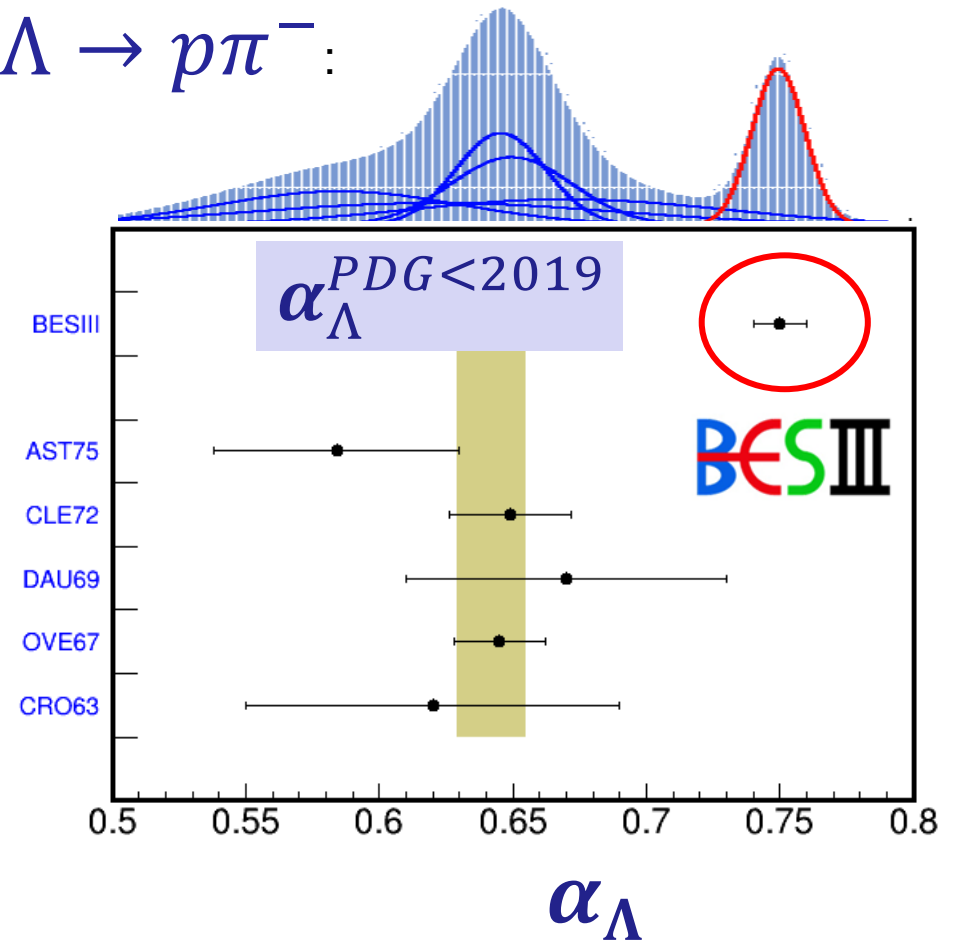 Λ → pπ⁻:
α_Λ^{PDG<2019}
BESIII
BESIII
AST75
CLE72
DAU69
OVE67
CRO63
0.5 0.55 0.6 0.65 0.7 0.75 0.8
α_Λ